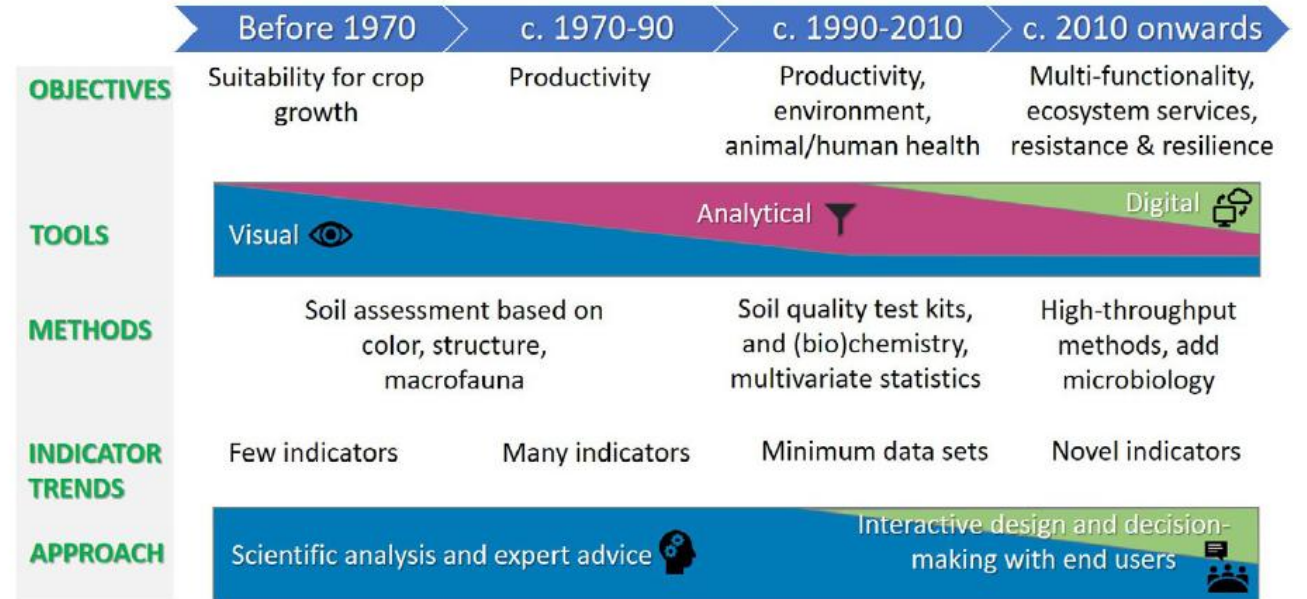 Before 1970
c. 1970-90
c. 1990-2010
c. 2010 onwards
OBJECTIVES
Suitability for crop
growth
Productivity
Productivity,
environment,
animal/human health
Multi-functionality,
ecosystem services,
resistance & resilience
TOOLS
Visual
Analytical
Digital
METHODS
Soil assessment based on
color, structure,
macrofauna
Soil quality test kits,
and (bio)chemistry,
multivariate statistics
High-throughput
methods, add
microbiology
INDICATOR
TRENDS
Few indicators
Many indicators
Minimum data sets
Novel indicators
APPROACH
Scientific analysis and expert advice
Interactive design and decision-
making with end users